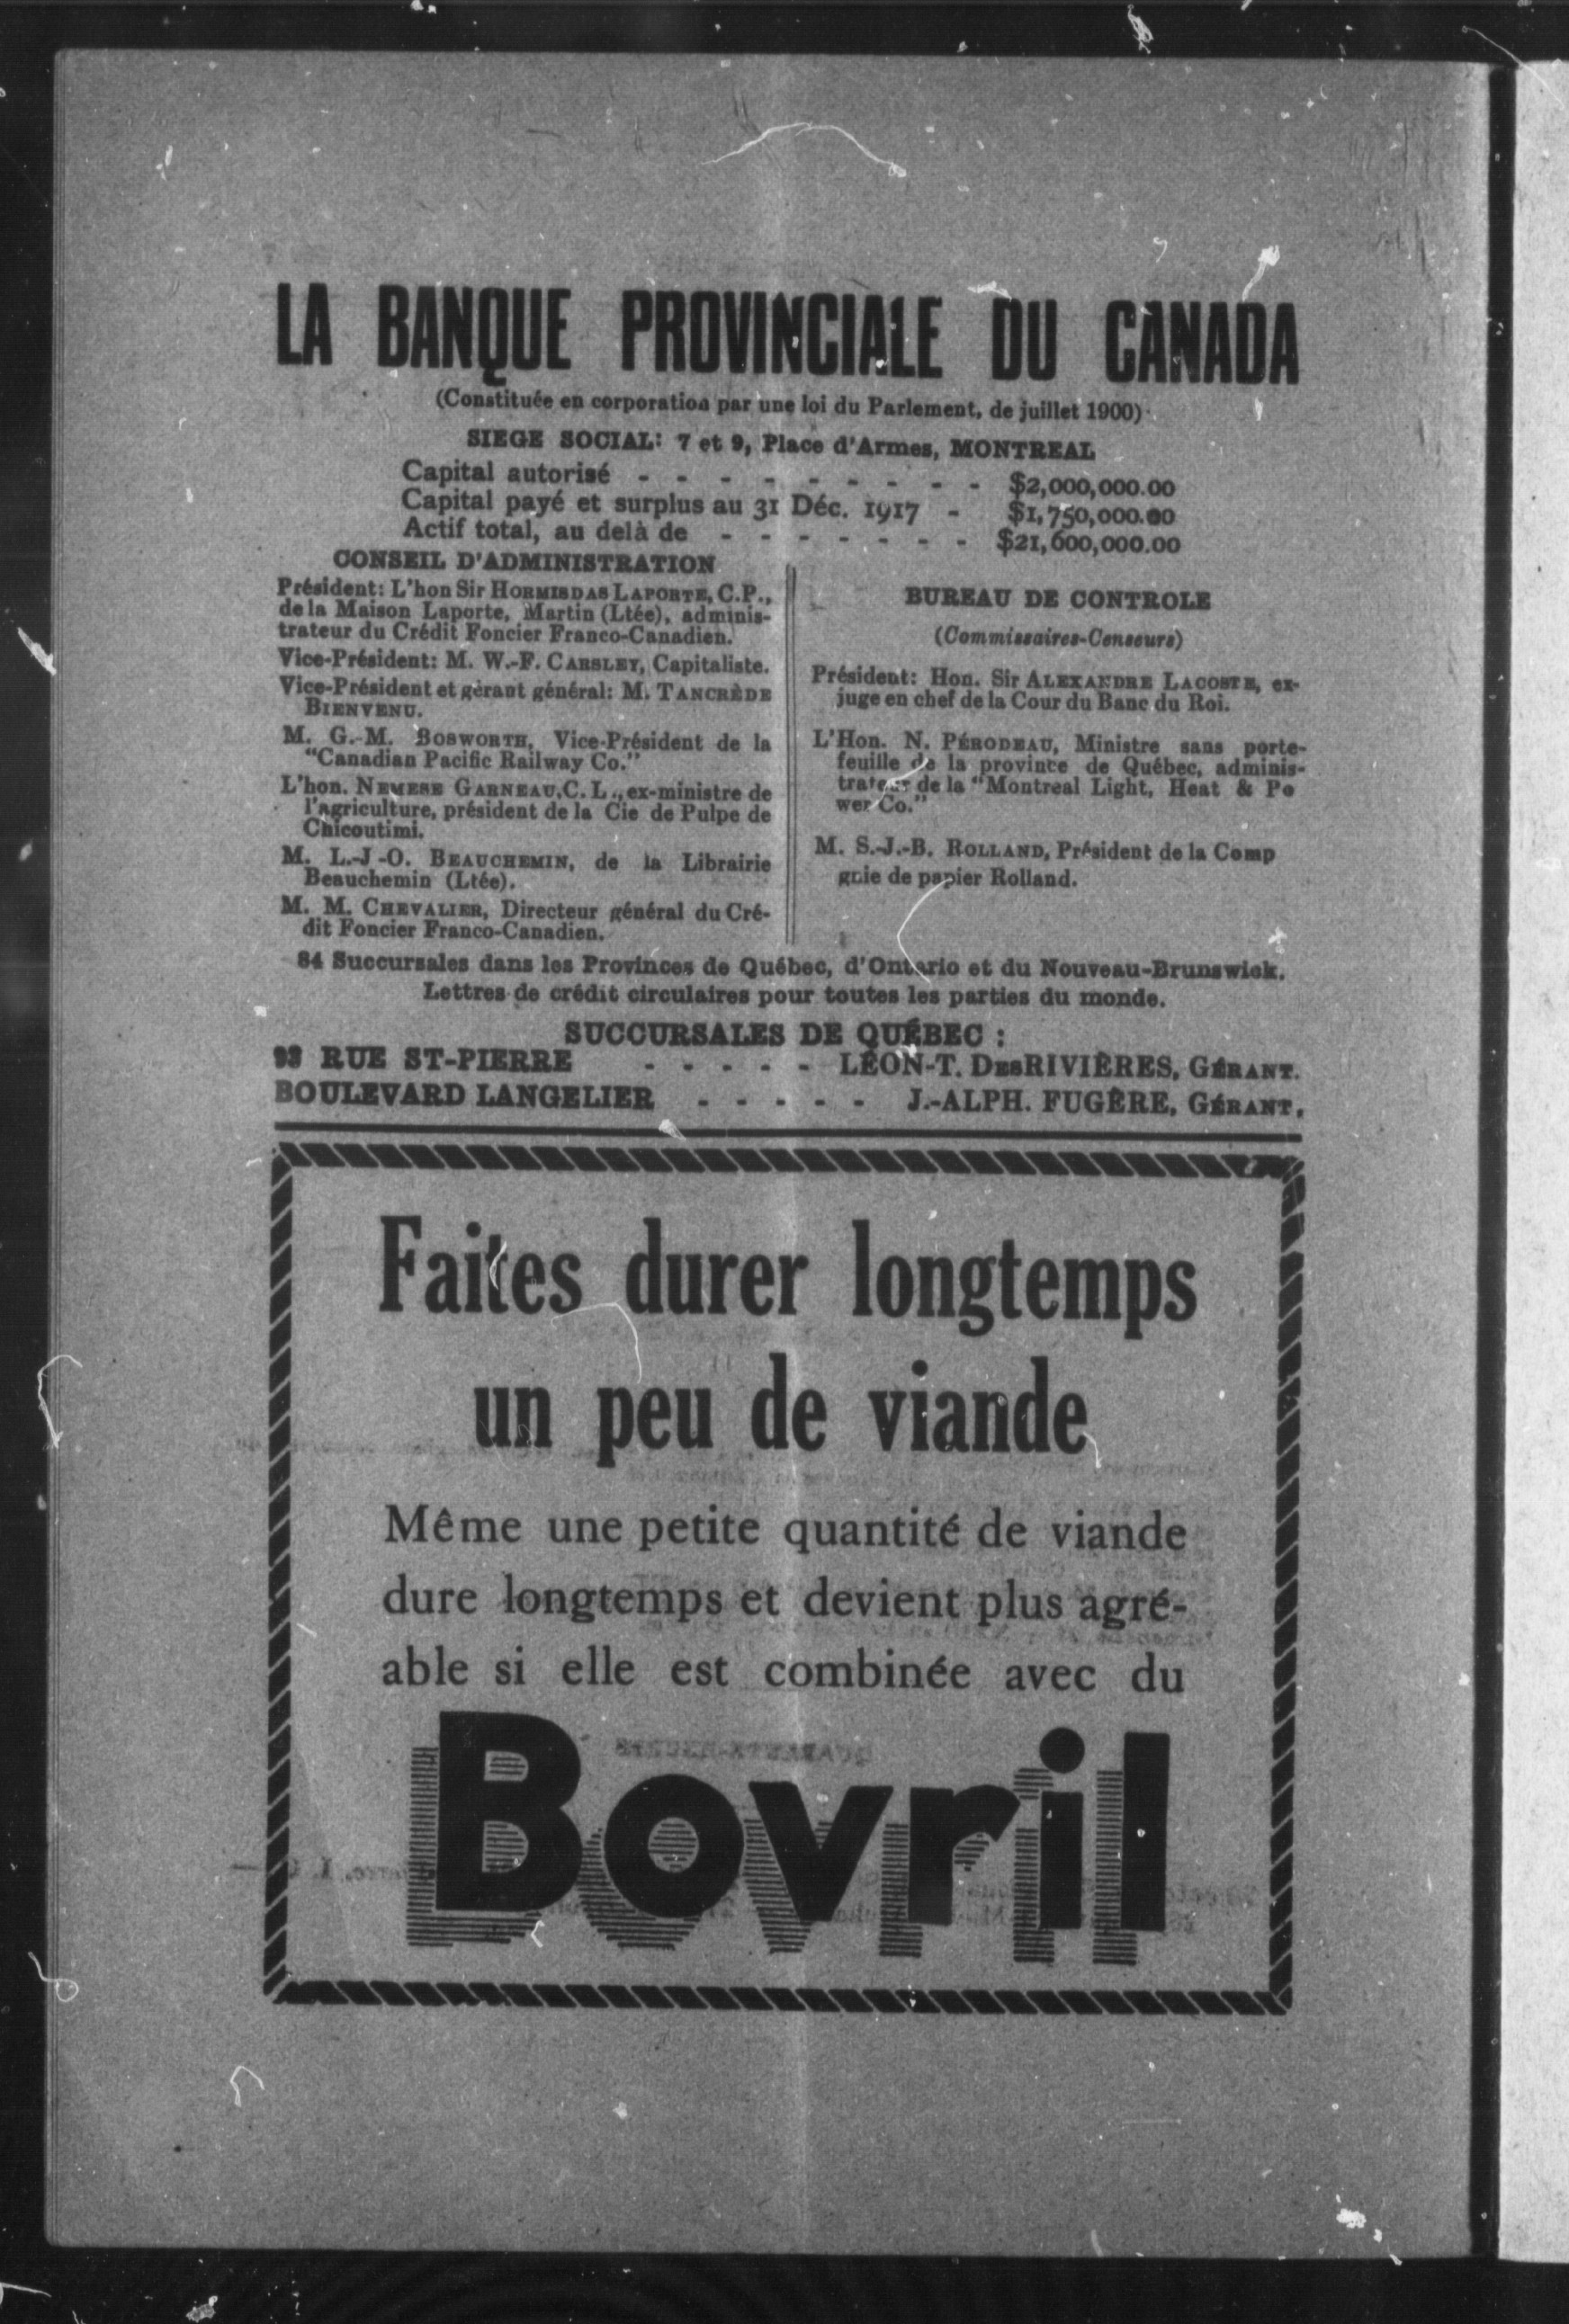 LA BANQUE PROVINCIALE DU CANADA
(Constituée en corporation par une loi du Parlement, de juillet 1900)
SIEGE SOCIAL: 7 et 9, Place d'Armes, MONTREAL
Capital autorisé - - - - - - - - - $2,000,000.00
Capital payé et surplus au 31 Déc. 1917 - $1,750,000.00
Actif total, au delà de - - - - - - - $21,600,000.00
CONSEIL D'ADMINISTRATION
Président: L'hon Sir HORMISDAS LAPORTE, C.P.,
de la Maison Laporte, Martin (Ltée), adminis-
trateur du Crédit Foncier Franco-Canadien.
Vice-Président: M. W.-F. CARSLEY, Capitaliste.
Vice-Président et gérant général: M. TANCRÈDE
BIENVENU.
M. G.-M. BOSWORTH, Vice-Président de la
"Canadian Pacific Railway Co."
L'hon. NEMESE GARNEAU, C. L., ex-ministre de
l'agriculture, président de la Cie de Pulpe de
Chicoutimi.
M. L.-J-O. BEAUCHEMIN, de la Librairie
Beauchemin (Ltée).
M. M. CHEVALIER, Directeur général du Cré-
dit Foncier Franco-Canadien.
BUREAU DE CONTROLE
(Commissaires-Censeurs)
Président: Hon. Sir ALEXANDRE LACOSTE, ex-
juge en chef de la Cour du Banc du Roi.
L'Hon. N. PÉRODEAU, Ministre sans porte-
feuille de la province de Québec, adminis-
trateur de la "Montreal Light, Heat & Po
wer Co."
M. S.-J.-B. ROLLAND, Président de la Comp
gnie de papier Rolland.
84 Succursales dans les Provinces de Québec, d'Ontario et du Nouveau-Brunswick.
Lettres de crédit circulaires pour toutes les parties du monde.
SUCCURSALES DE QUÉBEC :
93 RUE ST-PIERRE - - - - - LÉON-T. DESRIVIÈRES, GÉRANT.
BOULEVARD LANGELIER - - - - - J.-ALPH. FUGÈRE, GÉRANT.
Faites durer longtemps
un peu de viande
Même une petite quantité de viande
dure longtemps et devient plus agré-
able si elle est combinée avec du
Bovril